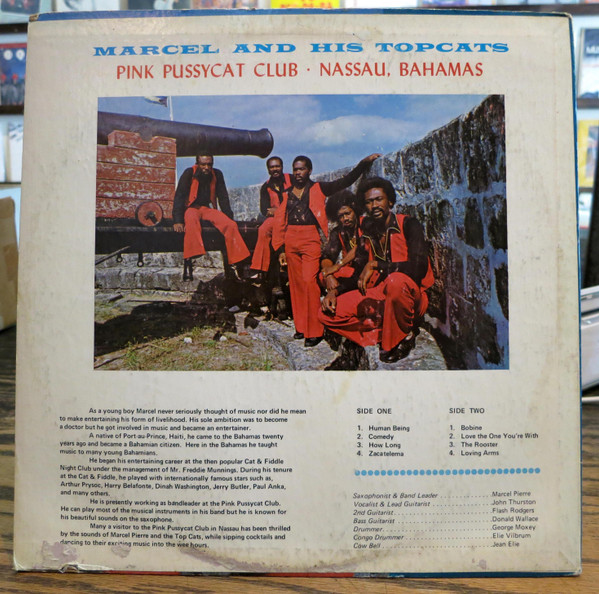 MARCEL AND HIS TOPCATS
PINK PUSSYCAT CLUB · NASSAU, BAHAMAS
As a young boy Marcel never seriously thought of music nor did he mean
to make entertaining his form of livelihood. His sole ambition was to become
a doctor but he got involved in music and became an entertainer.
A native of Port-au-Prince, Haiti, he came to the Bahamas twenty
years ago and became a Bahamian citizen. Here in the Bahamas he taught
music to many young Bahamians.
He began his entertaining career at the then popular Cat & Fiddle
Night Club under the management of Mr. Freddie Munnings. During his tenure
at the Cat & Fiddle, he played with internationally famous stars such as,
Arthur Prysoc, Harry Belafonte, Dinah Washington, Jerry Butler, Paul Anka,
and many others.
He is presently working as bandleader at the Pink Pussycat Club.
He can play most of the musical instruments in his band but he is known for
his beautiful sounds on the saxophone.
Many a visitor to the Pink Pussycat Club in Nassau has been thrilled
by the sounds of Marcel Pierre and the Top Cats, while sipping cocktails and
dancing to their exciting music into the wee hours.
SIDE ONE
1. Human Being
2. Comedy
3. How Long
4. Zacatelema
SIDE TWO
1. Bobine
2. Love the One You're With
3. The Rooster
4. Loving Arms
Saxophonist & Band Leader . . . . . . . . . . . . Marcel Pierre
Vocalist & Lead Guitarist . . . . . . . . . . . . John Thurston
2nd Guitarist . . . . . . . . . . . . Flash Rodgers
Bass Guitarist . . . . . . . . . . . . Donald Wallace
Drummer . . . . . . . . . . . . George Moxey
Congo Drummer . . . . . . . . . . . . Elie Vilbrum
Cow Bell . . . . . . . . . . . . Jean Elie